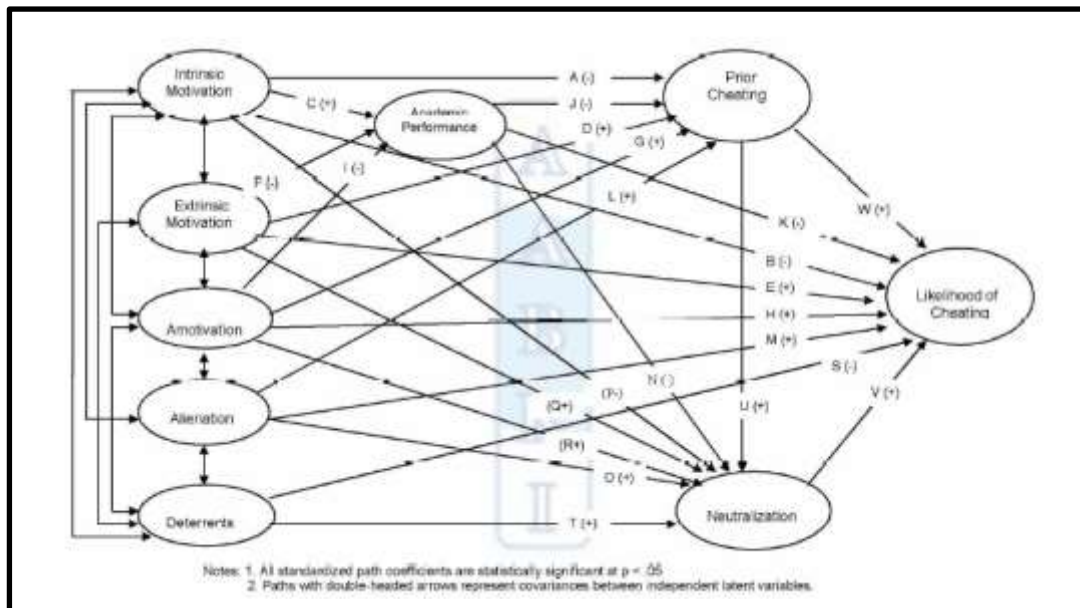 Intrinsic
Motivation
A (-)
Prior
Cheating
C (+)
Academic
Performance
J (-)
D (+)
G (+)
F (-)
I (-)
L (+)
Extrinsic
Motivation
W (+)
K (-)
B (-)
E (+)
Likelihood of
Cheating
Amotivation
H (+)
M (+)
S (-)
N (-)
V (+)
(P-)
(Q+)
U (+)
Alienation
(R+)
O (+)
Deterrents
T (+)
Neutralization
II
Notes: 1. All standardized path coefficients are statistically significant at p < .05
2. Paths with double-headed arrows represent covariances between independent latent variables.